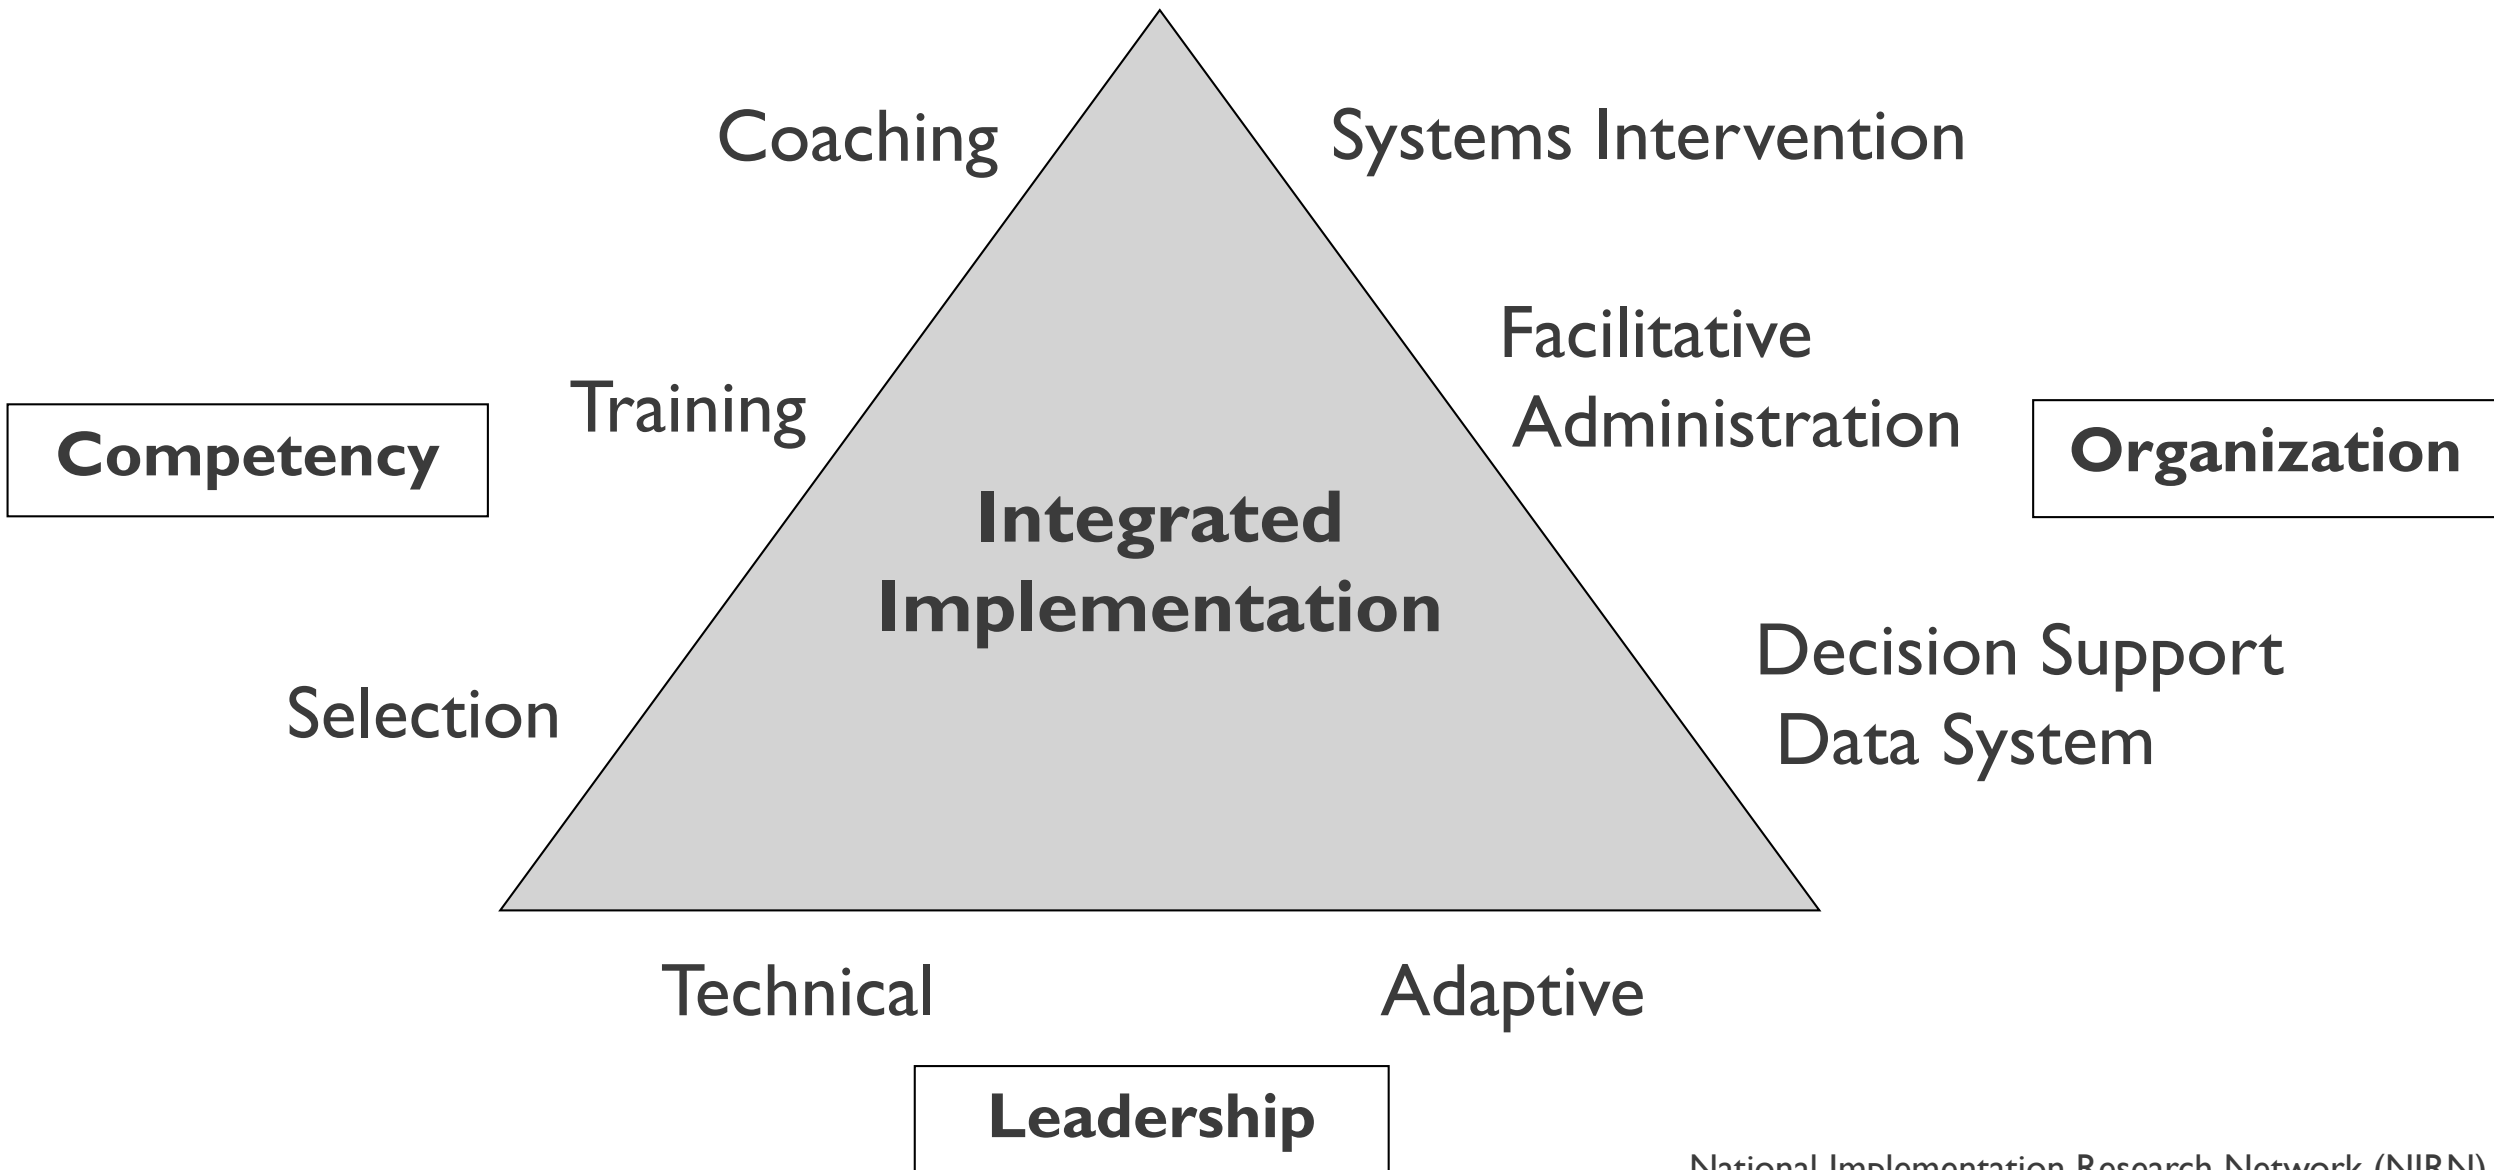 Coaching
Systems Intervention
Facilitative
Administration
Training
Competency
Organization
Integrated
Implementation
Decision Support
Data System
Selection
Technical
Adaptive
Leadership
National Implementation Research Network (NIRN)